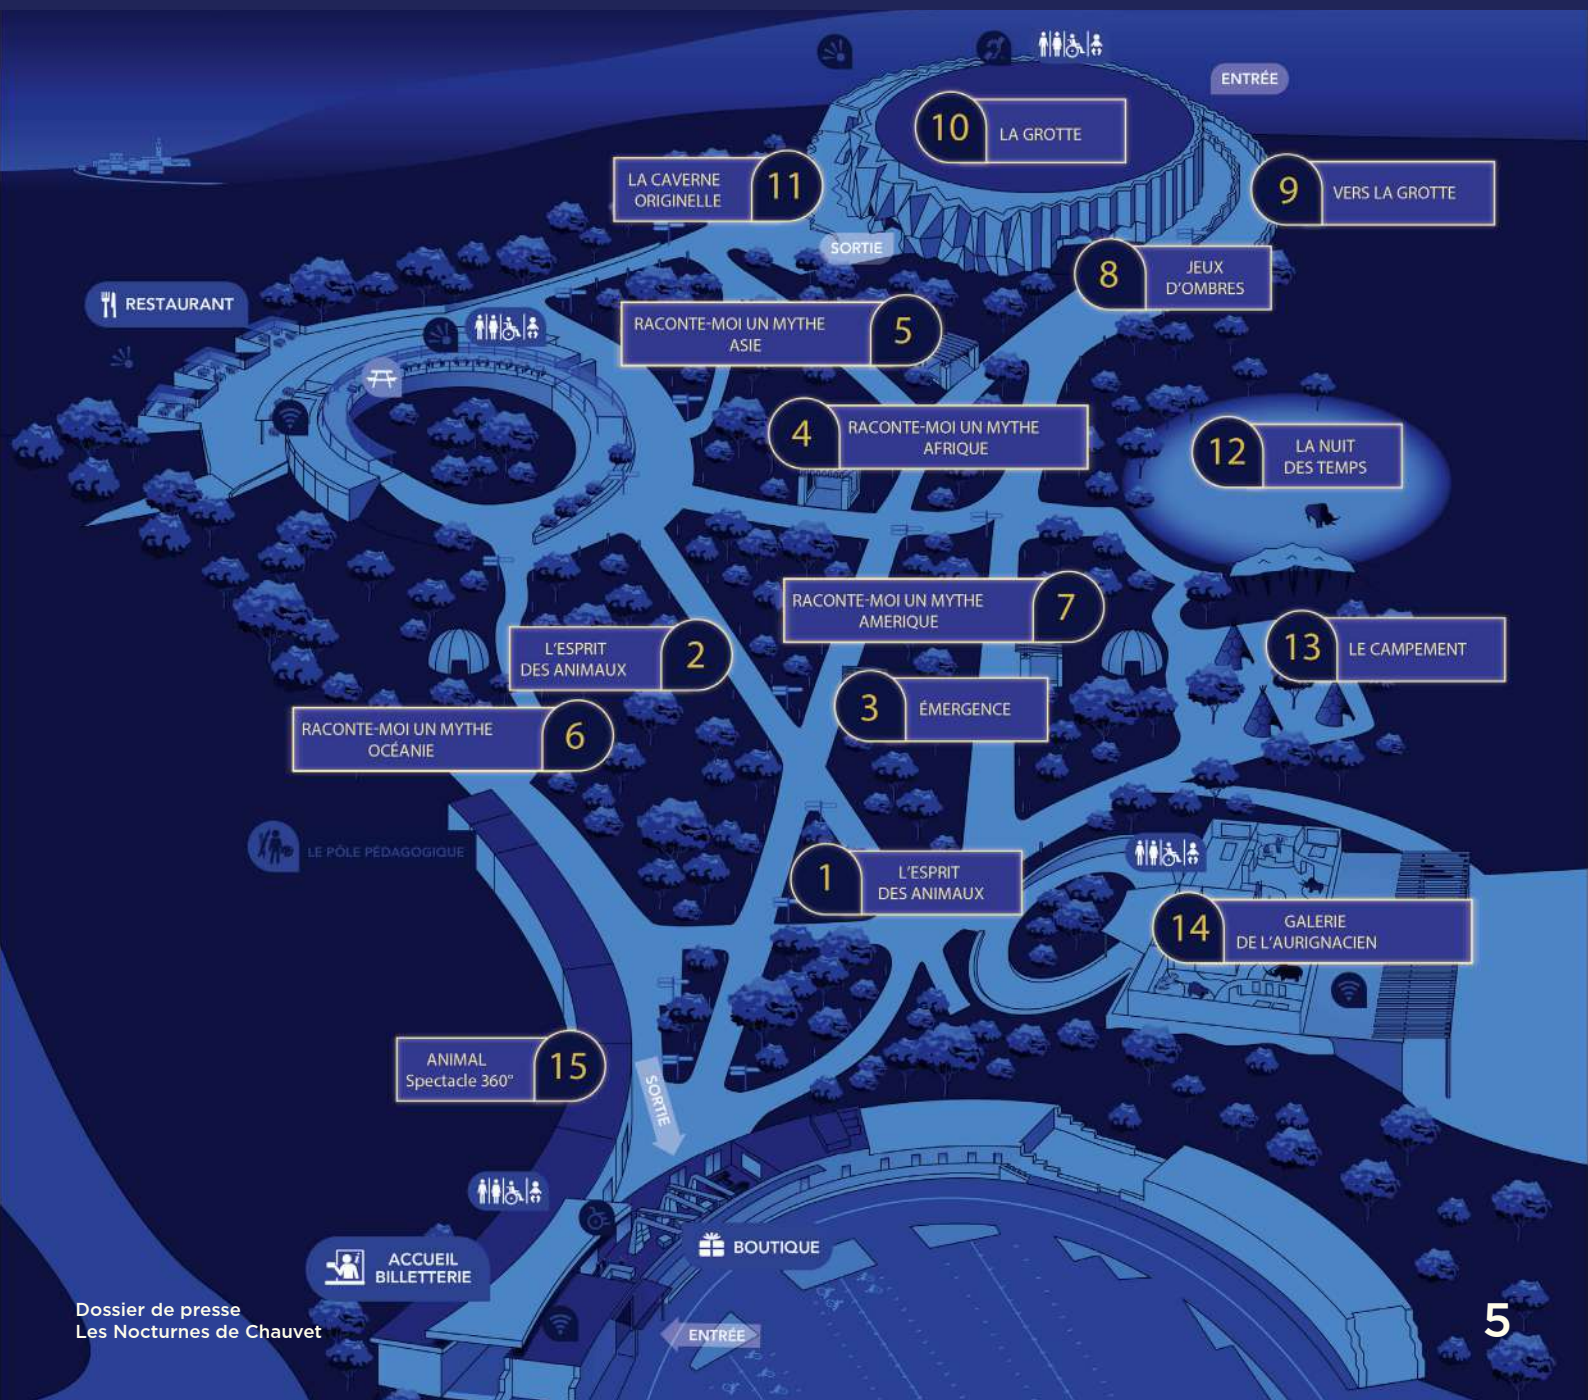 ENTRÉE
10
LA GROTTE
LA CAVERNE
ORIGINELLE
11
9
VERS LA GROTTE
SORTIE
8
JEUX
D'OMBRES
RESTAURANT
RACONTE-MOI UN MYTHE
ASIE
5
4
RACONTE-MOI UN MYTHE
AFRIQUE
12
LA NUIT
DES TEMPS
RACONTE-MOI UN MYTHE
AMERIQUE
7
L'ESPRIT
DES ANIMAUX
2
13
LE CAMPEMENT
3
ÉMERGENCE
RACONTE-MOI UN MYTHE
OCÉANIE
6
LE PÔLE PÉDAGOGIQUE
1
L'ESPRIT
DES ANIMAUX
14
GALERIE
DE L'AURIGNACIEN
ANIMAL
Spectacle 360°
15
SORTIE
BOUTIQUE
ACCUEIL
BILLETTERIE
ENTRÉE
Dossier de presse
Les Nocturnes de Chauvet
5